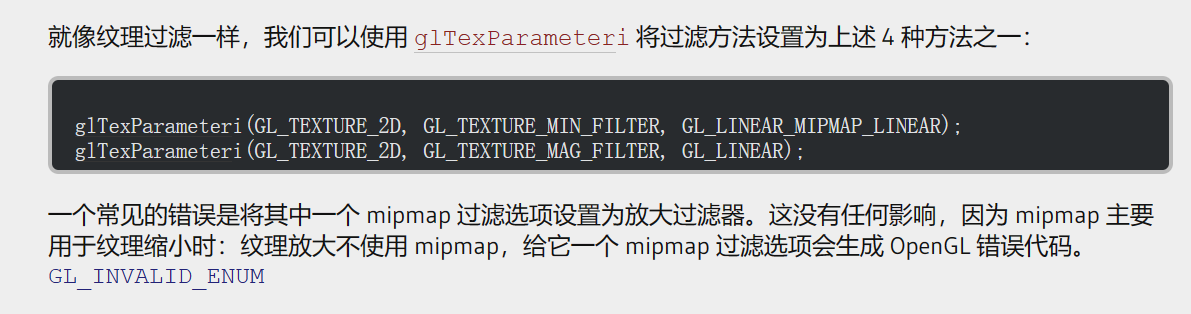 就像纹理过滤一样，我们可以使用 glTexParameteri 将过滤方法设置为上述 4 种方法之一：
glTexParameteri(GL_TEXTURE_2D, GL_TEXTURE_MIN_FILTER, GL_LINEAR_MIPMAP_LINEAR);
glTexParameteri(GL_TEXTURE_2D, GL_TEXTURE_MAG_FILTER, GL_LINEAR);
一个常见的错误是将其中一个 mipmap 过滤选项设置为放大过滤器。这没有任何影响，因为 mipmap 主要
用于纹理缩小时：纹理放大不使用 mipmap，给它一个 mipmap 过滤选项会生成 OpenGL 错误代码。
GL_INVALID_ENUM